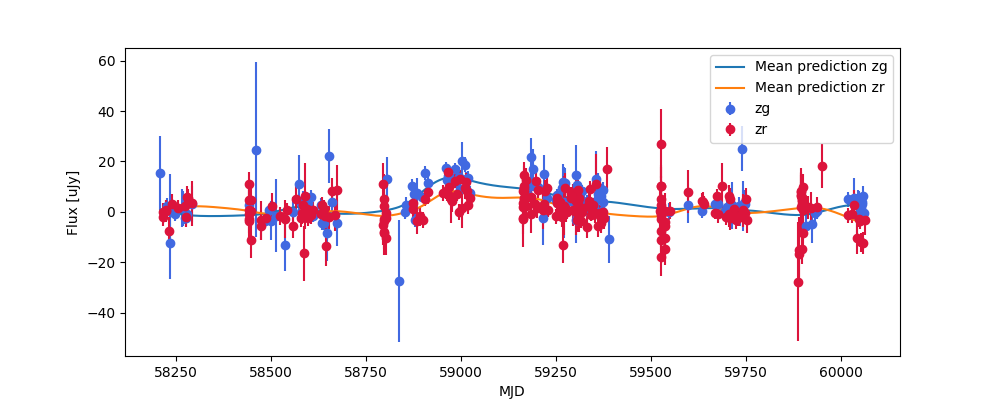 60
40
20
0
−20
−40
Flux [uJy]
58250
58500
58750
59000
59250
59500
59750
60000
MJD
Mean prediction zg
Mean prediction zr
zg
zr